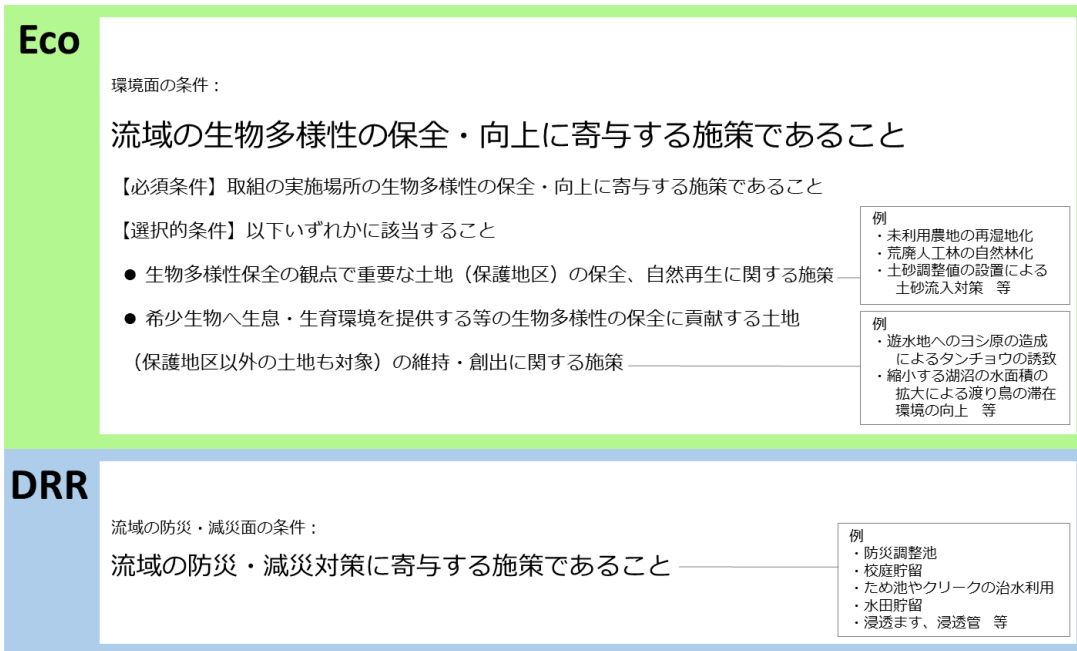 Eco
環境面の条件：
流域の生物多様性の保全・向上に寄与する施策であること
【必須条件】取組の実施場所の生物多様性の保全・向上に寄与する施策であること
【選択的条件】以下いずれかに該当すること
● 生物多様性保全の観点で重要な土地（保護地区）の保全、自然再生に関する施策
例
・未利用農地の再湿地化
・荒廃人工林の自然林化
・土砂調整値の設置による
土砂流入対策　等
● 希少生物へ生息・生育環境を提供する等の生物多様性の保全に貢献する土地
（保護地区以外の土地も対象）の維持・創出に関する施策
例
・遊水地へのヨシ原の造成
によるタンチョウの誘致
・縮小する湖沼の水面積の
拡大による渡り鳥の滞在
環境の向上　等
DRR
流域の防災・減災面の条件：
流域の防災・減災対策に寄与する施策であること
例
・防災調整池
・校庭貯留
・ため池やクリークの治水利用
・水田貯留
・浸透ます、浸透管　等